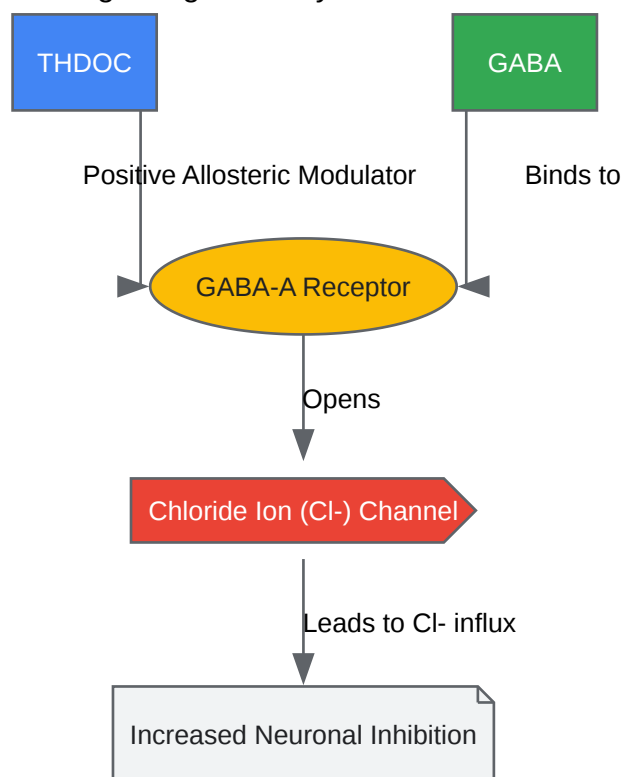 THDOC
GABA
Positive Allosteric Modulator
Binds to
GABA-A Receptor
Opens
Chloride Ion (Cl-) Channel
Leads to Cl- influx
Increased Neuronal Inhibition